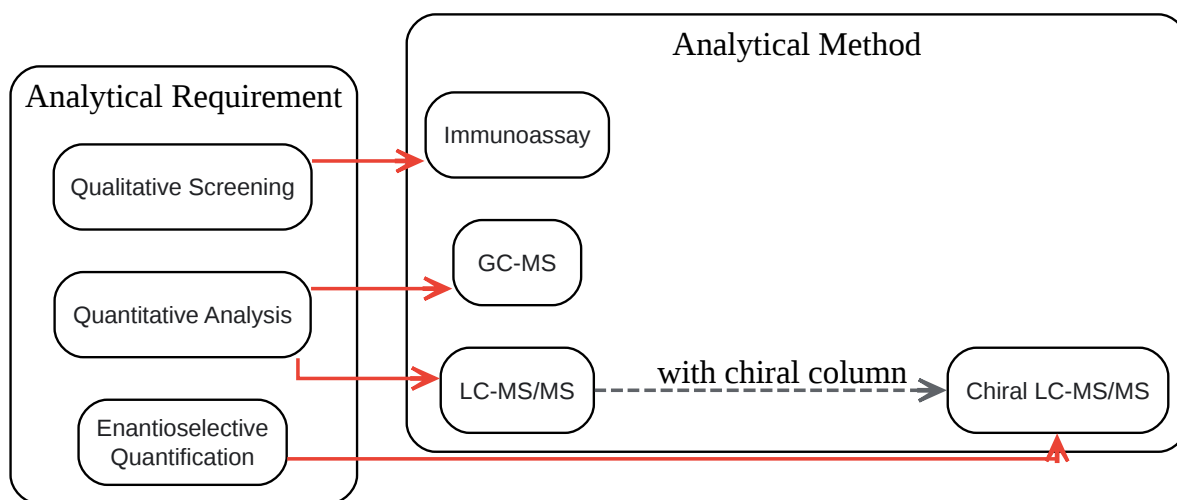 Analytical Method
Analytical Requirement
Immunoassay
Qualitative Screening
GC-MS
Quantitative Analysis
with chiral column
LC-MS/MS
Chiral LC-MS/MS
Enantioselective
Quantification